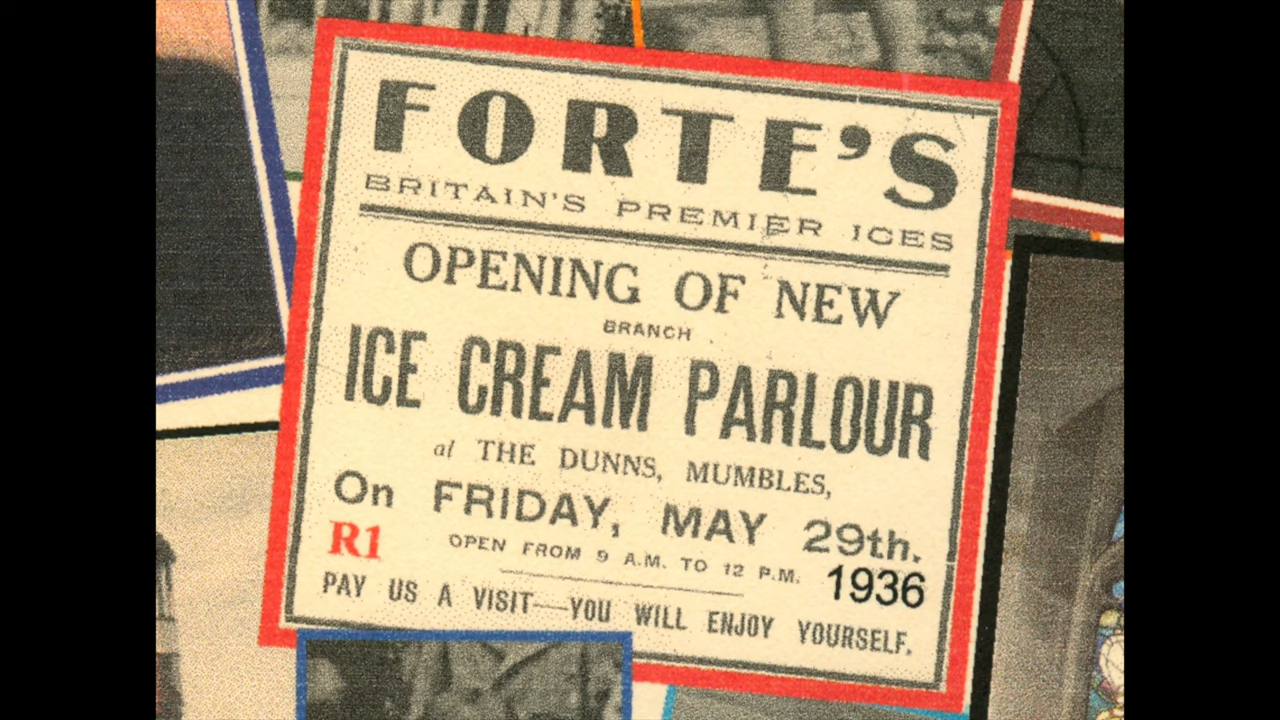 FORTE'S
BRITAIN'S PREMIER ICES
OPENING OF NEW
BRANCH
ICE CREAM PARLOUR
at THE DUNNS, MUMBLES,
On FRIDAY, MAY 29th.
R1
OPEN FROM 9 A.M. TO 12 P.M.
1936
PAY US A VISIT—YOU WILL ENJOY YOURSELF.